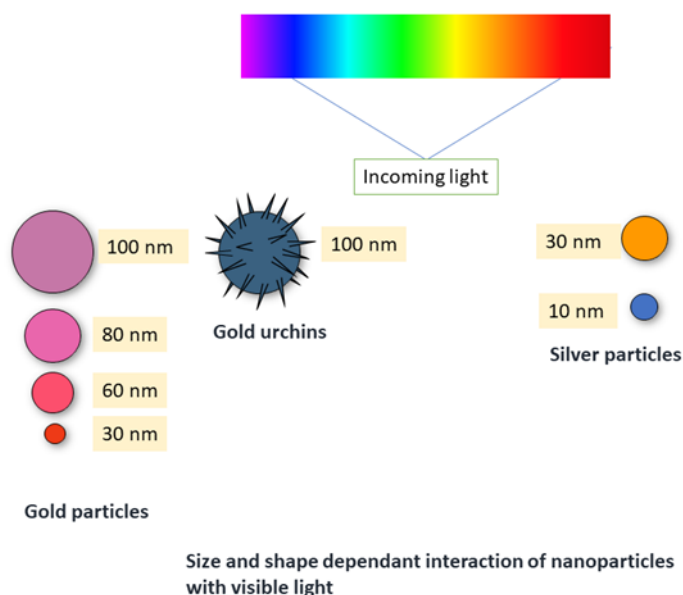 Incoming light
100 nm
100 nm
30 nm
10 nm
Gold urchins
80 nm
Silver particles
60 nm
30 nm
Gold particles
Size and shape dependant interaction of nanoparticles
with visible light